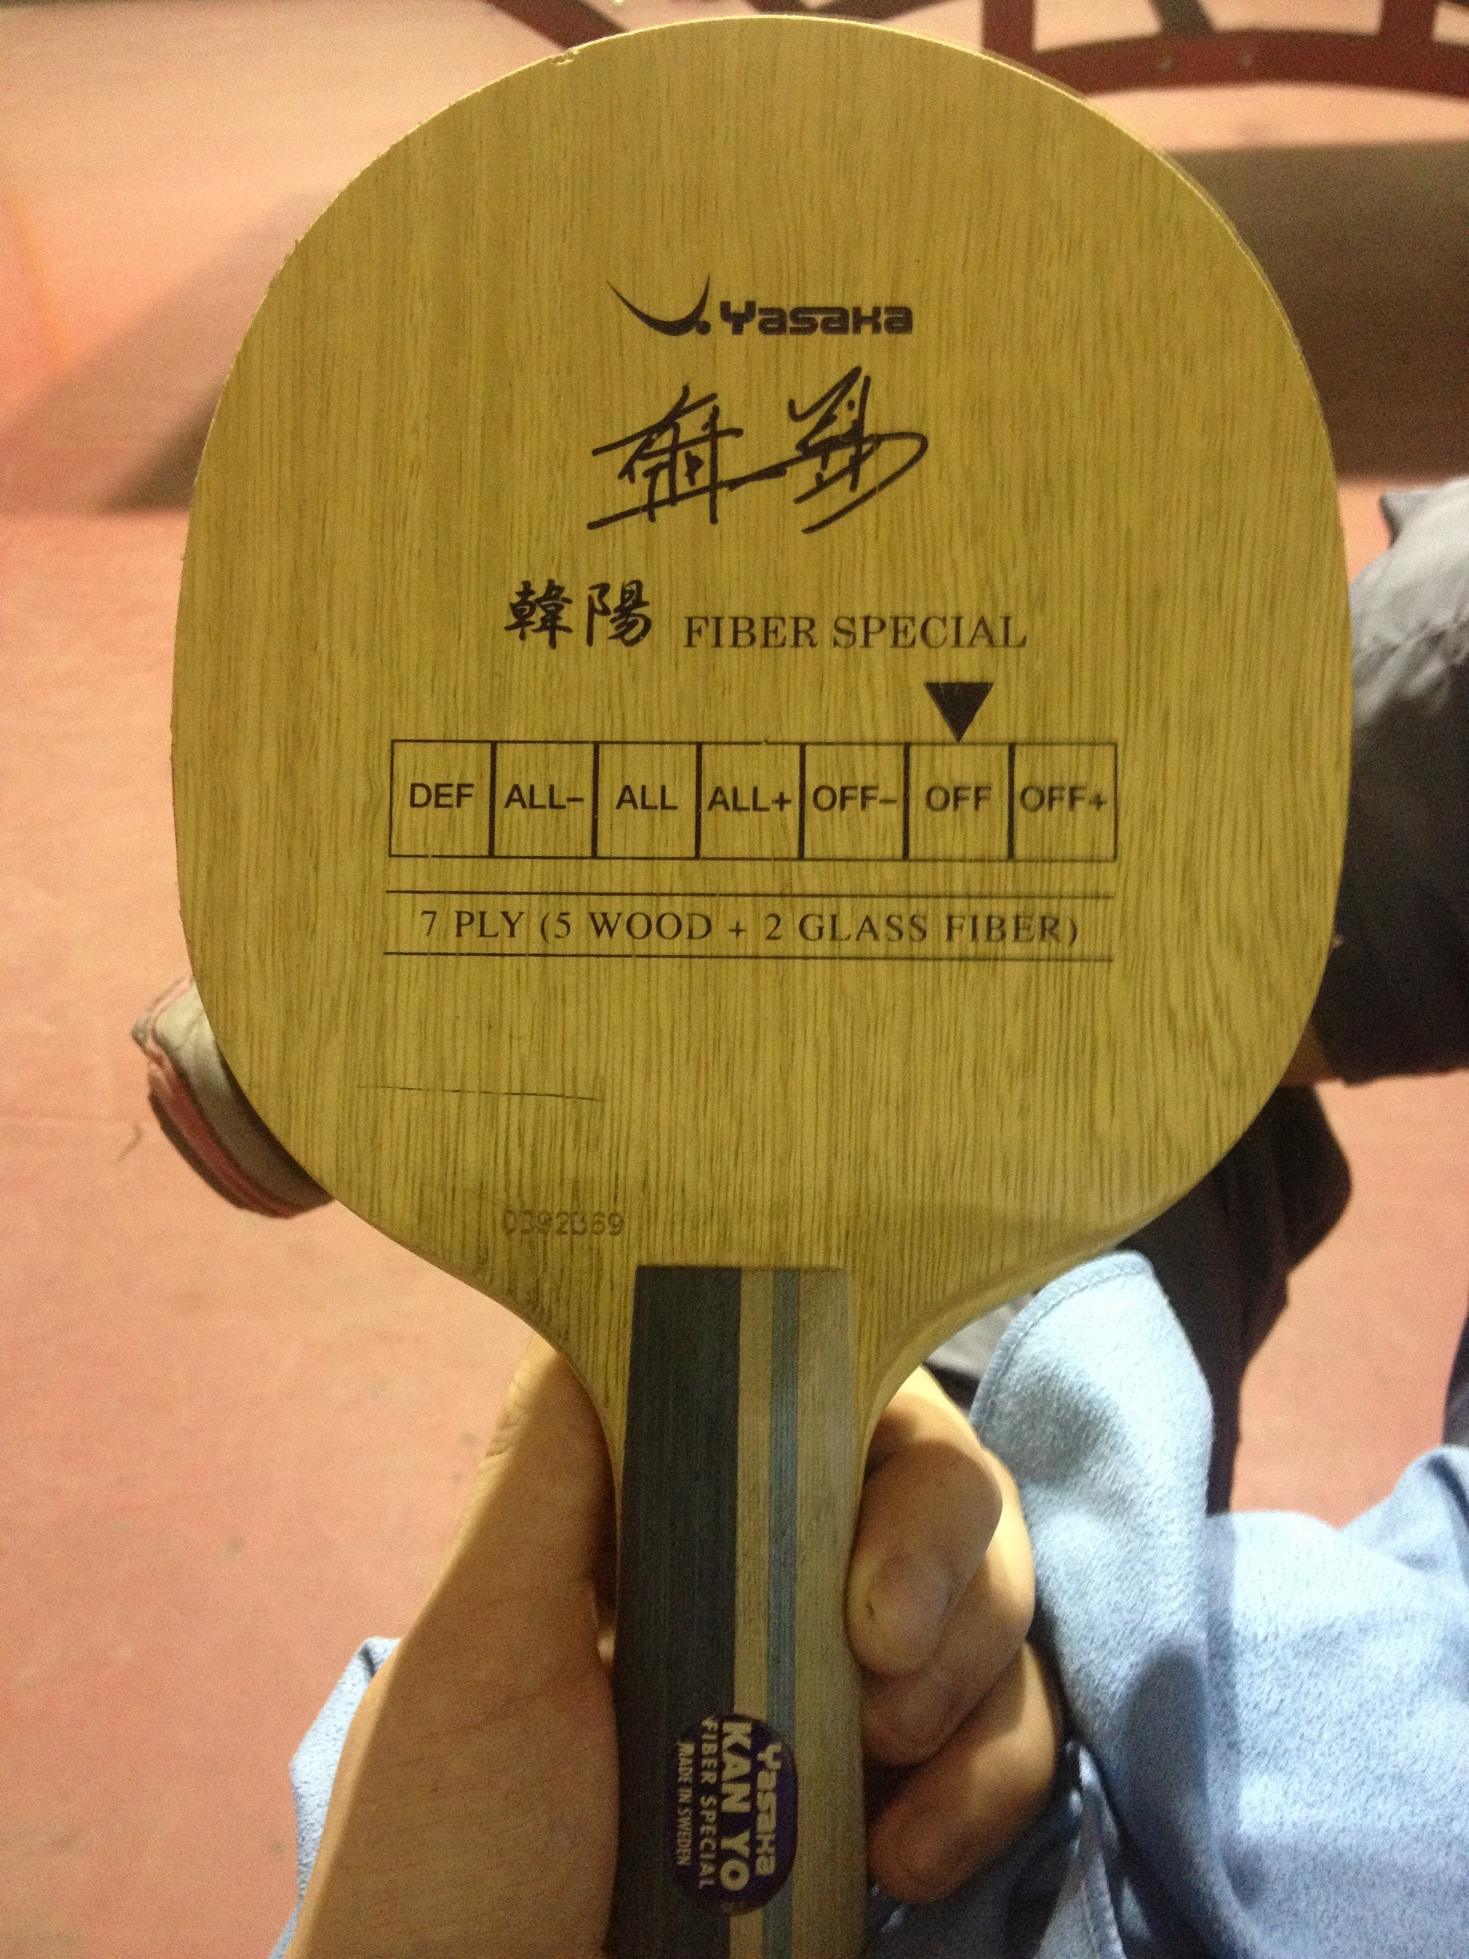 Yasaka
韓陽 FIBER SPECIAL
DEF ALL– ALL ALL+ OFF– OFF OFF+
7 PLY (5 WOOD + 2 GLASS FIBER)
Yasaka
KAN YO
FIBER SPECIAL
MADE IN SWEDEN